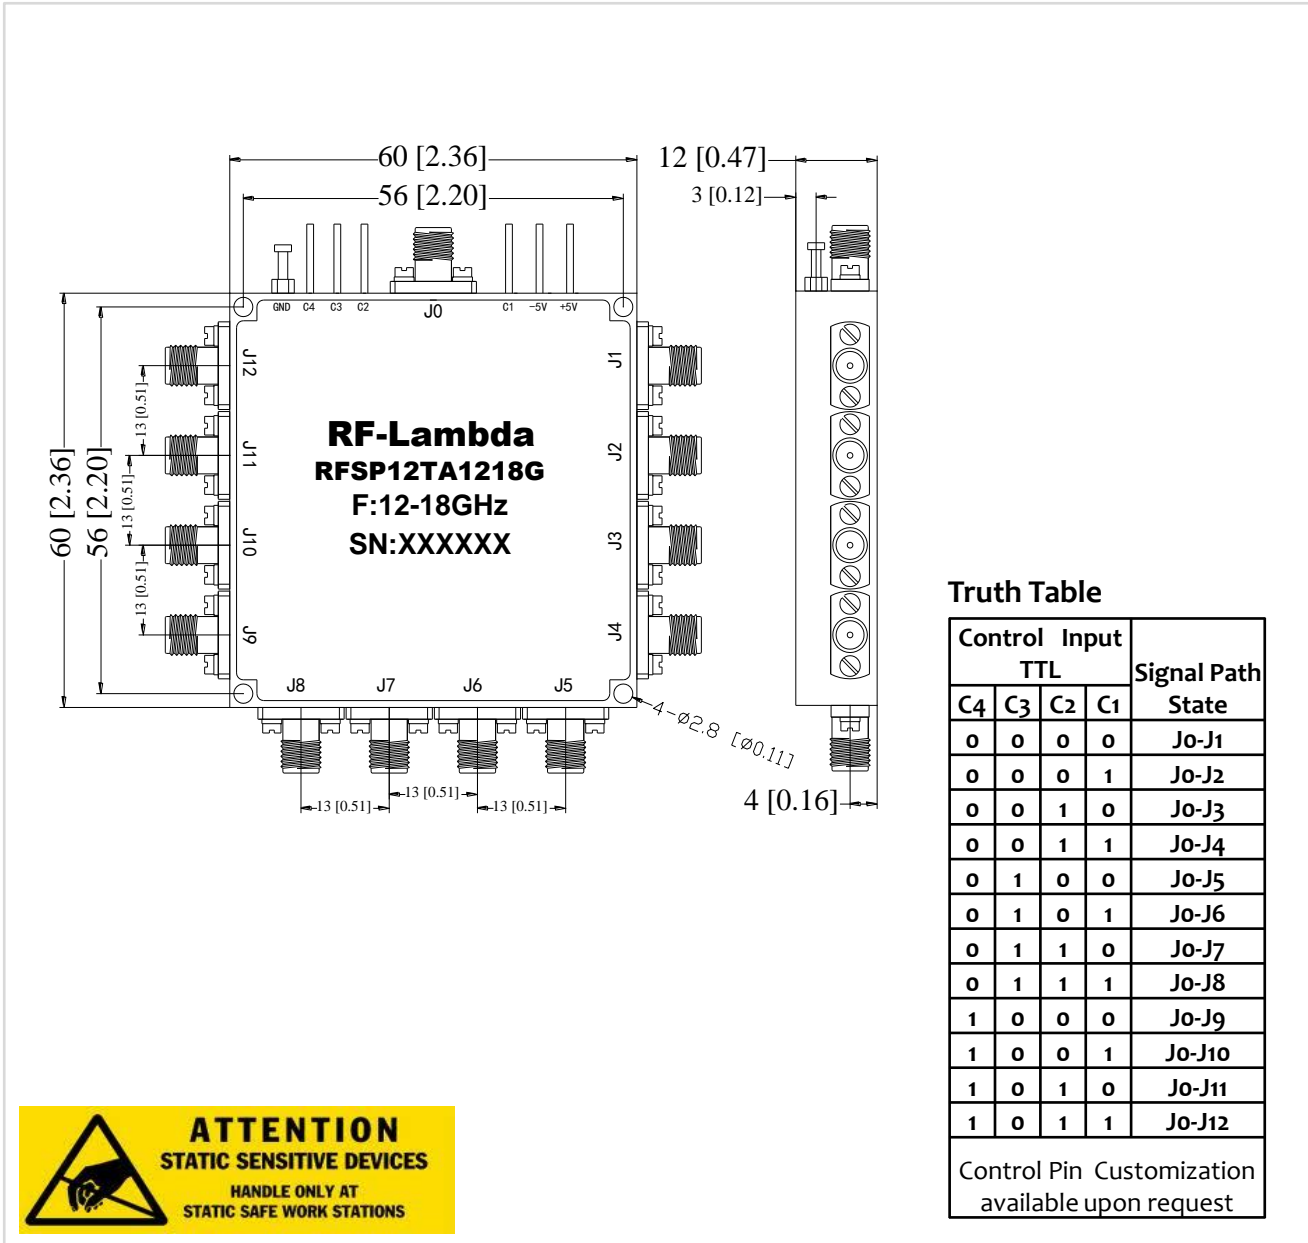 60 [2.36]
12 [0.47]
56 [2.20]
3 [0.12]
GND C4 C3 C2 J0 C1 -5V +5V
J12
J1
J11
J2
J10
J3
J9
J4
J8 J7 J6 J5
RF-Lambda
RFSP12TA1218G
F:12-18GHz
SN:XXXXXX
60 [2.36]
56 [2.20]
13 [0.51]
13 [0.51]
13 [0.51]
13 [0.51]
13 [0.51]
13 [0.51]
4-Ø2.8 [Ø0.11]
4 [0.16]
Truth Table
Control Input
TTL
Signal Path
State
C4 C3 C2 C1
0 0 0 0 J0-J1
0 0 0 1 J0-J2
0 0 1 0 J0-J3
0 0 1 1 J0-J4
0 1 0 0 J0-J5
0 1 0 1 J0-J6
0 1 1 0 J0-J7
0 1 1 1 J0-J8
1 0 0 0 J0-J9
1 0 0 1 J0-J10
1 0 1 0 J0-J11
1 0 1 1 J0-J12
Control Pin Customization
available upon request
ATTENTION
STATIC SENSITIVE DEVICES
HANDLE ONLY AT
STATIC SAFE WORK STATIONS